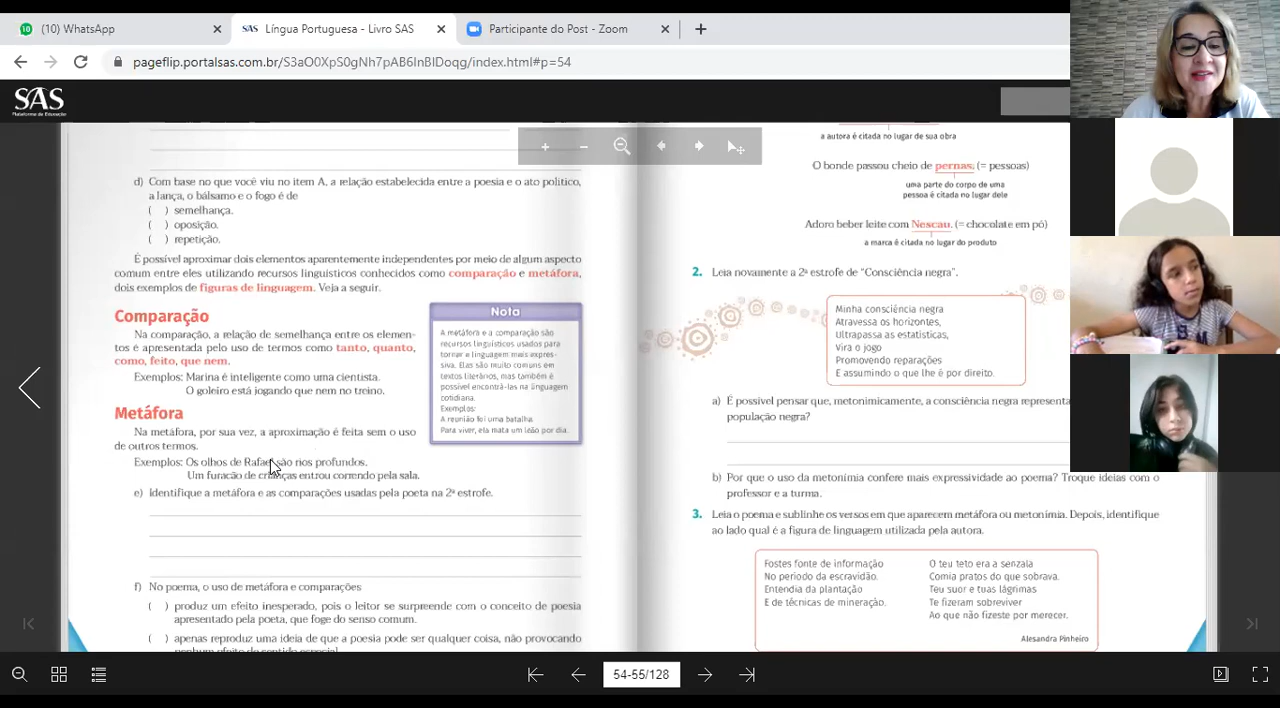 (10) WhatsApp
SAS Língua Portuguesa - Livro SAS
Participante do Post - Zoom
pageflip.portalsas.com.br/S3aO0XpS0gNh7pAB6InBlDoqg/index.html#p=54
SAS
Plataforma de Educação
d) Com base no que você viu no item A, a relação estabelecida entre a poesia e o ato político,
a lança, o bálsamo e o fogo é de
( ) semelhança.
( ) oposição.
( ) repetição.
É possível aproximar dois elementos aparentemente independentes por meio de algum aspecto
comum entre eles utilizando recursos linguísticos conhecidos como comparação e metáfora,
dois exemplos de figuras de linguagem. Veja a seguir.
Comparação
Na comparação, a relação de semelhança entre os elemen-
tos é apresentada pelo uso de termos como tanto, quanto,
como, feito, que nem.
Exemplos: Marina é inteligente como uma cientista.
O goleiro está jogando que nem no treino.
Metáfora
Na metáfora, por sua vez, a aproximação é feita sem o uso
de outros termos.
Exemplos: Os olhos de Rafael são rios profundos.
Um furacão de crianças entrou correndo pela sala.
Nota
A metáfora e a comparação são
recursos linguísticos usados para
tornar a linguagem mais expres-
siva. Elas são muito comuns em
textos literários, mas também é
possível encontrá-las na linguagem
cotidiana.
Exemplos:
A reunião foi uma batalha.
Para viver, ela mata um leão por dia.
e) Identifique a metáfora e as comparações usadas pela poeta na 2ª estrofe.
f) No poema, o uso de metáfora e comparações
( ) produz um efeito inesperado, pois o leitor se surpreende com o conceito de poesia
apresentado pela poeta, que foge do senso comum.
( ) apenas reproduz uma ideia de que a poesia pode ser qualquer coisa, não provocando
nenhum efeito de sentido especial.
a autora é citada no lugar de sua obra
O bonde passou cheio de pernas. (= pessoas)
uma parte do corpo de uma
pessoa é citada no lugar dele
Adoro beber leite com Nescau. (= chocolate em pó)
a marca é citada no lugar do produto
2. Leia novamente a 2ª estrofe de “Consciência negra”.
Minha consciência negra
Atravessa os horizontes,
Ultrapassa as estatísticas,
Vira o jogo
Promovendo reparações
E assumindo o que lhe é por direito.
a) É possível pensar que, metonimicamente, a consciência negra representa
população negra?
b) Por que o uso da metonímia confere mais expressividade ao poema? Troque ideias com o
professor e a turma.
3. Leia o poema e sublinhe os versos em que aparecem metáfora ou metonímia. Depois, identifique
ao lado qual é a figura de linguagem utilizada pela autora.
Fostes fonte de informação
No período da escravidão.
Entendia da plantação
E de técnicas de mineração.
O teu teto era a senzala
Comia pratos do que sobrava.
Teu suor e tuas lágrimas
Te fizeram sobreviver
Ao que não fizeste por merecer.
Alesandra Pinheiro
54-55/128